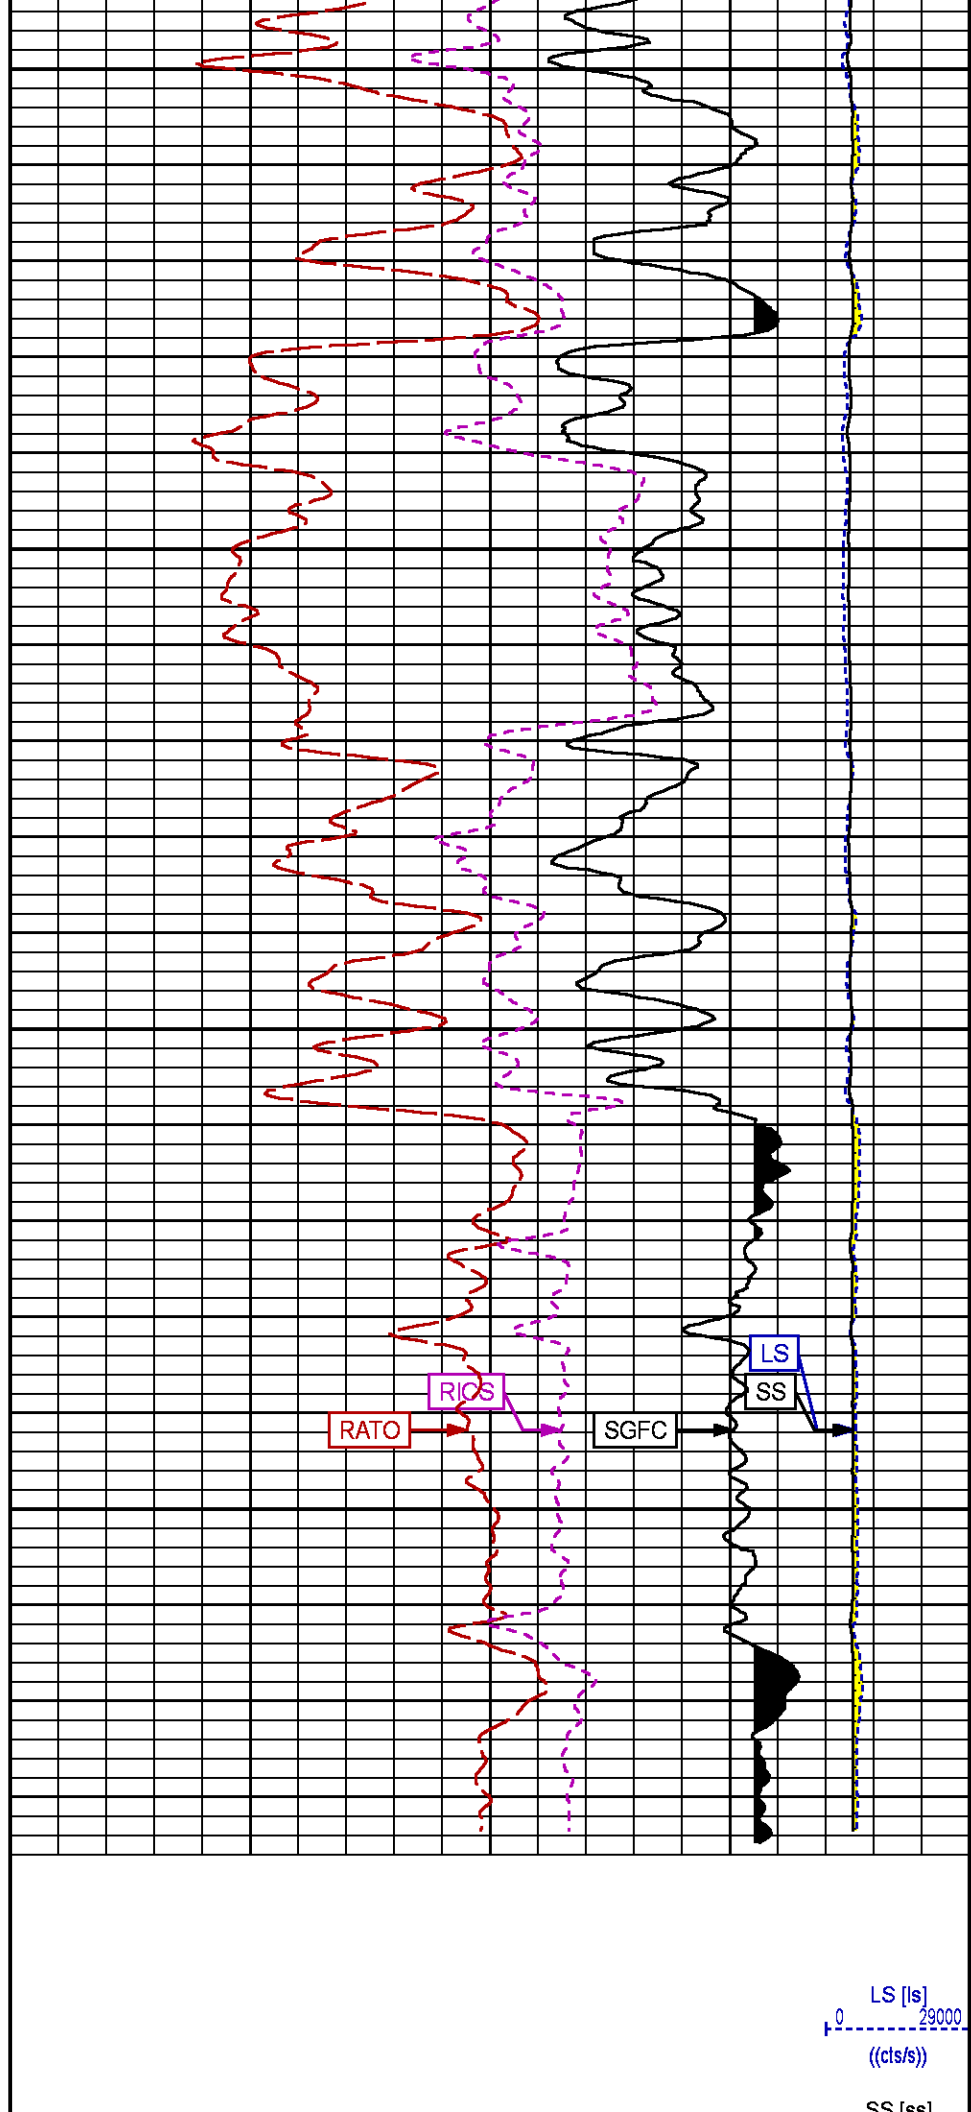 LS
RICS
SS
RATO
SGFC
LS [ls]
0 29000
((cts/s))
SS [ss]